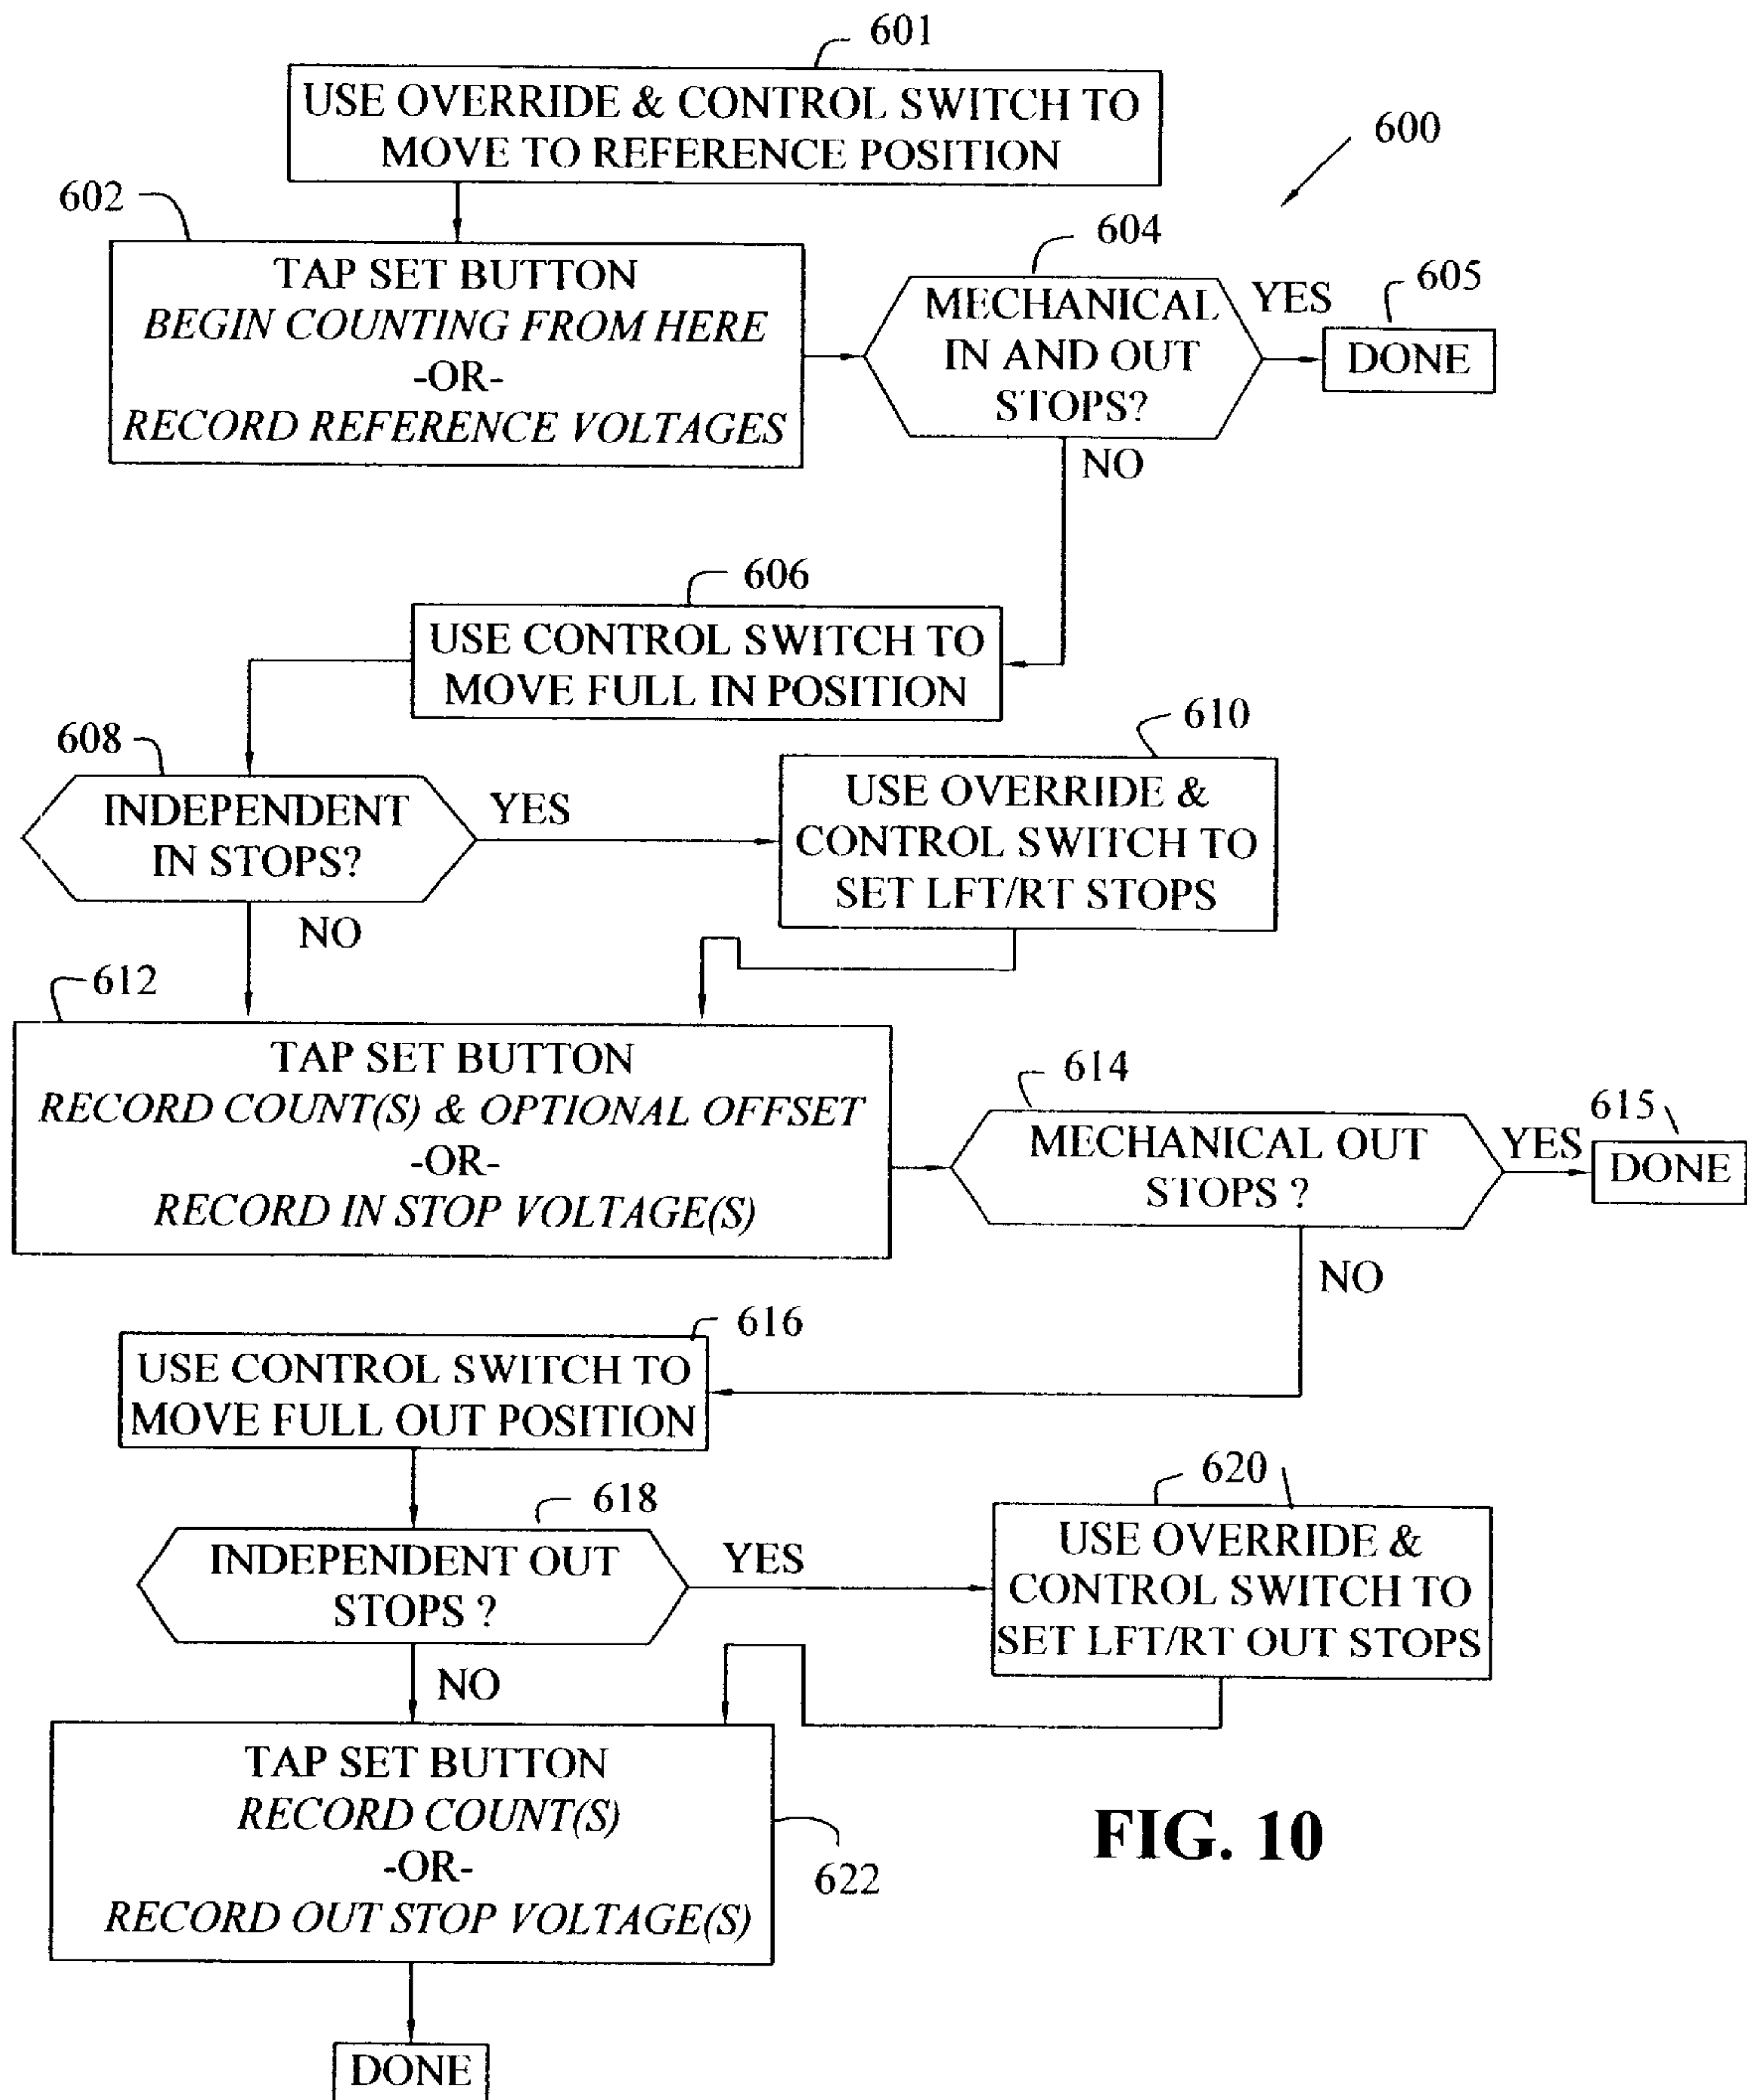 601
USE OVERRIDE & CONTROL SWITCH TO
MOVE TO REFERENCE POSITION
600
602
TAP SET BUTTON
BEGIN COUNTING FROM HERE
-OR-
RECORD REFERENCE VOLTAGES
604
MECHANICAL
IN AND OUT
STOPS?
YES
605
DONE
NO
606
USE CONTROL SWITCH TO
MOVE FULL IN POSITION
608
INDEPENDENT
IN STOPS?
YES
610
USE OVERRIDE &
CONTROL SWITCH TO
SET LFT/RT STOPS
NO
612
TAP SET BUTTON
RECORD COUNT(S) & OPTIONAL OFFSET
-OR-
RECORD IN STOP VOLTAGE(S)
614
MECHANICAL OUT
STOPS ?
YES
615
DONE
NO
616
USE CONTROL SWITCH TO
MOVE FULL OUT POSITION
618
INDEPENDENT OUT
STOPS ?
YES
620
USE OVERRIDE &
CONTROL SWITCH TO
SET LFT/RT OUT STOPS
NO
TAP SET BUTTON
RECORD COUNT(S)
-OR-
RECORD OUT STOP VOLTAGE(S)
622
FIG. 10
DONE